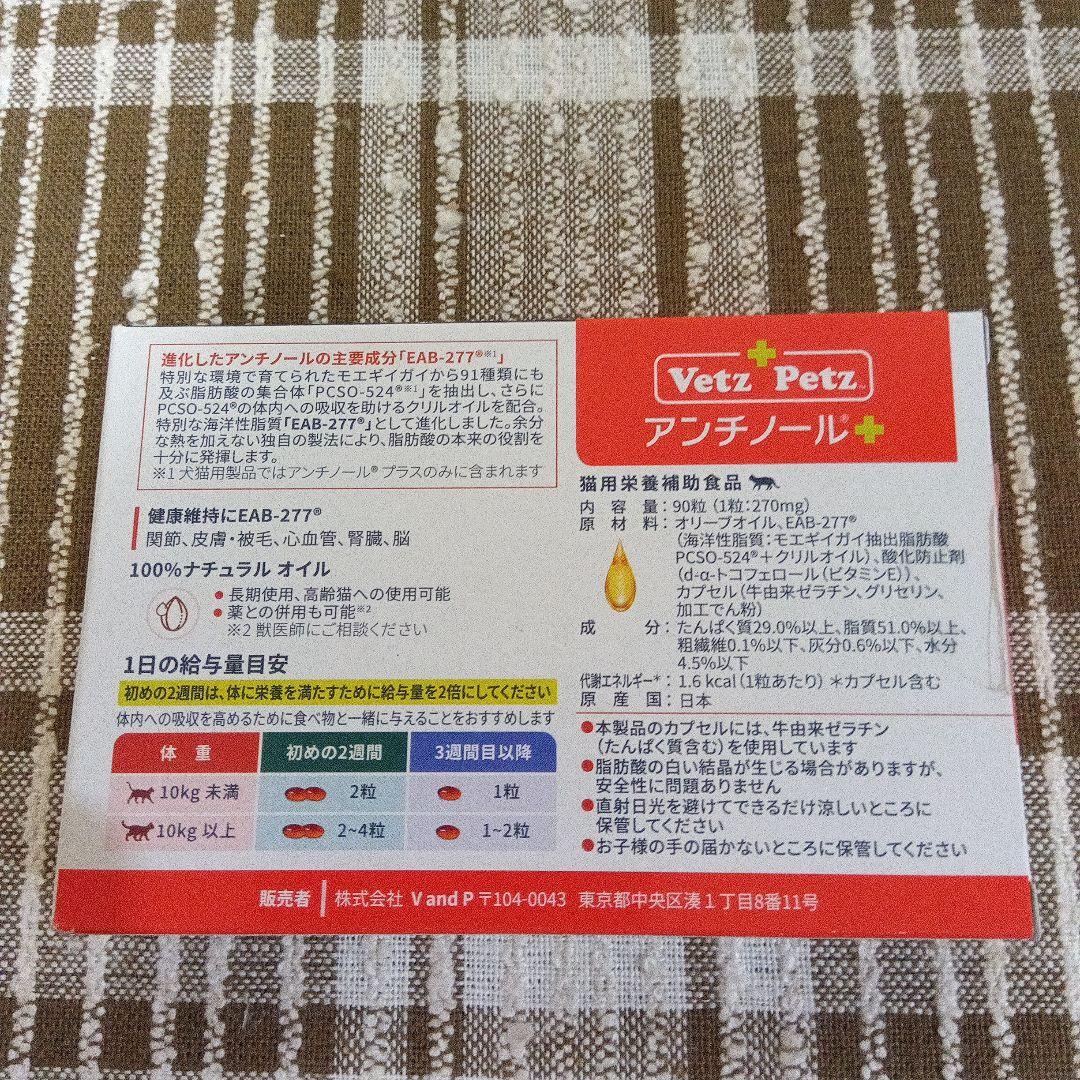 進化したアンチノールの主要成分「EAB-277®※1」
特別な環境で育てられたモエギイガイから91種類にも
及ぶ脂肪酸の集合体「PCSO-524®※1」を抽出し、さらに
PCSO-524®の体内への吸収を助けるクリルオイルを配合。
特別な海洋性脂質「EAB-277®」として進化しました。余分
な熱を加えない独自の製法により、脂肪酸の本来の役割を
十分に発揮します。
※1 犬猫用製品ではアンチノール® プラスのみに含まれます
健康維持にEAB-277®
関節、皮膚・被毛、心血管、腎臓、脳
100%ナチュラル オイル
● 長期使用、高齢猫への使用可能
● 薬との併用も可能※2
※2 獣医師にご相談ください
1日の給与量目安
初めの2週間は、体に栄養を満たすために給与量を2倍にしてください
体内への吸収を高めるために食べ物と一緒に与えることをおすすめします
体 重 初めの2週間 3週間目以降
10kg 未満 2粒 1粒
10kg 以上 2~4粒 1~2粒
Vetz Petz™
アンチノール®+
猫用栄養補助食品
内 容 量:90粒 (1粒:270mg)
原 材 料:オリーブオイル、EAB-277®
(海洋性脂質:モエギイガイ抽出脂肪酸
PCSO-524®+クリルオイル)、酸化防止剤
(d-α-トコフェロール(ビタミンE))、
カプセル(牛由来ゼラチン、グリセリン、
加工でん粉)
成 分:たんぱく質29.0%以上、脂質51.0%以上、
粗繊維0.1%以下、灰分0.6%以下、水分
4.5%以下
代謝エネルギー*:1.6 kcal(1粒あたり) *カプセル含む
原 産 国:日本
●本製品のカプセルには、牛由来ゼラチン
(たんぱく質含む)を使用しています
●脂肪酸の白い結晶が生じる場合がありますが、
安全性に問題ありません
●直射日光を避けてできるだけ涼しいところに
保管してください
●お子様の手の届かないところに保管してください
販売者 株式会社 V and P 〒104-0043 東京都中央区湊1丁目8番11号